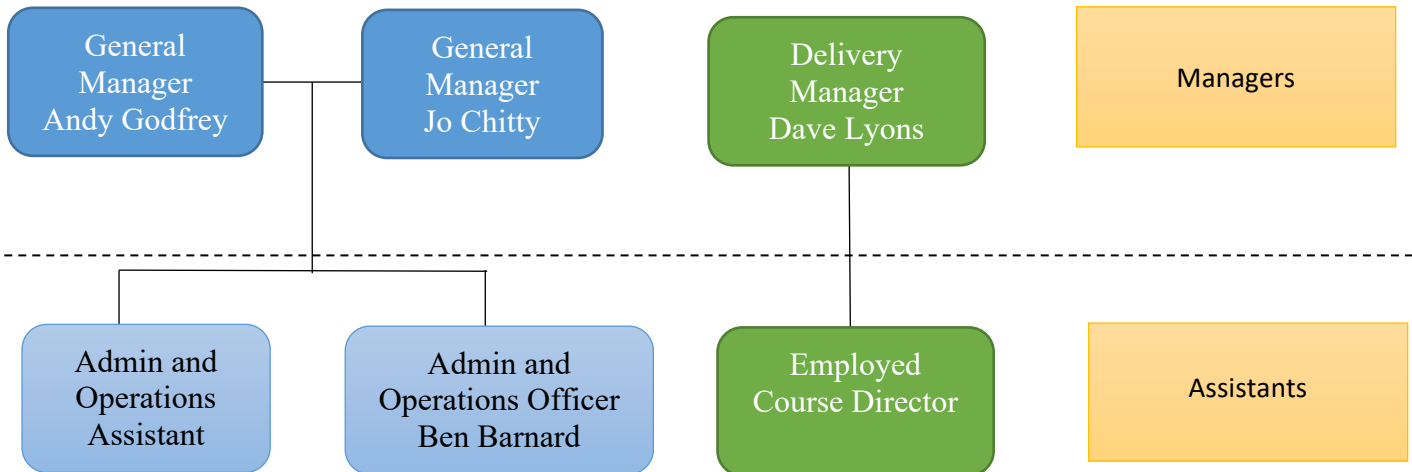 General
Manager
Andy Godfrey
General
Manager
Jo Chitty
Delivery
Manager
Dave Lyons
Managers
Admin and
Operations
Assistant
Admin and
Operations Officer
Ben Barnard
Employed
Course Director
Assistants